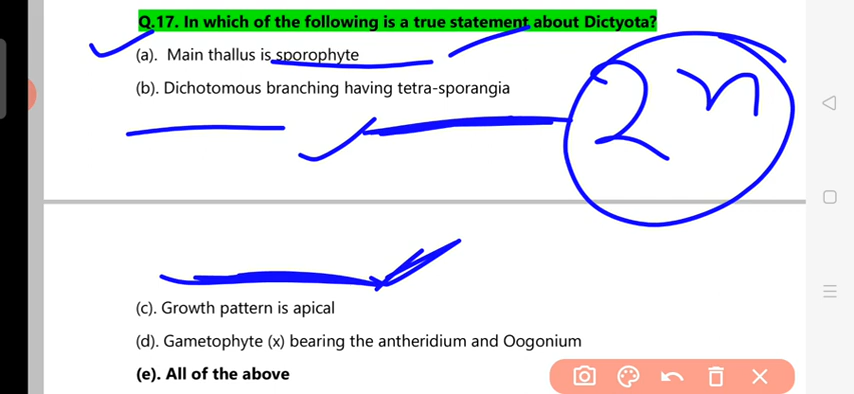 Q.17. In which of the following is a true statement about Dictyota?
(a). Main thallus is sporophyte
(b). Dichotomous branching having tetra-sporangia
2n
(c). Growth pattern is apical
(d). Gametophyte (x) bearing the antheridium and Oogonium
(e). All of the above